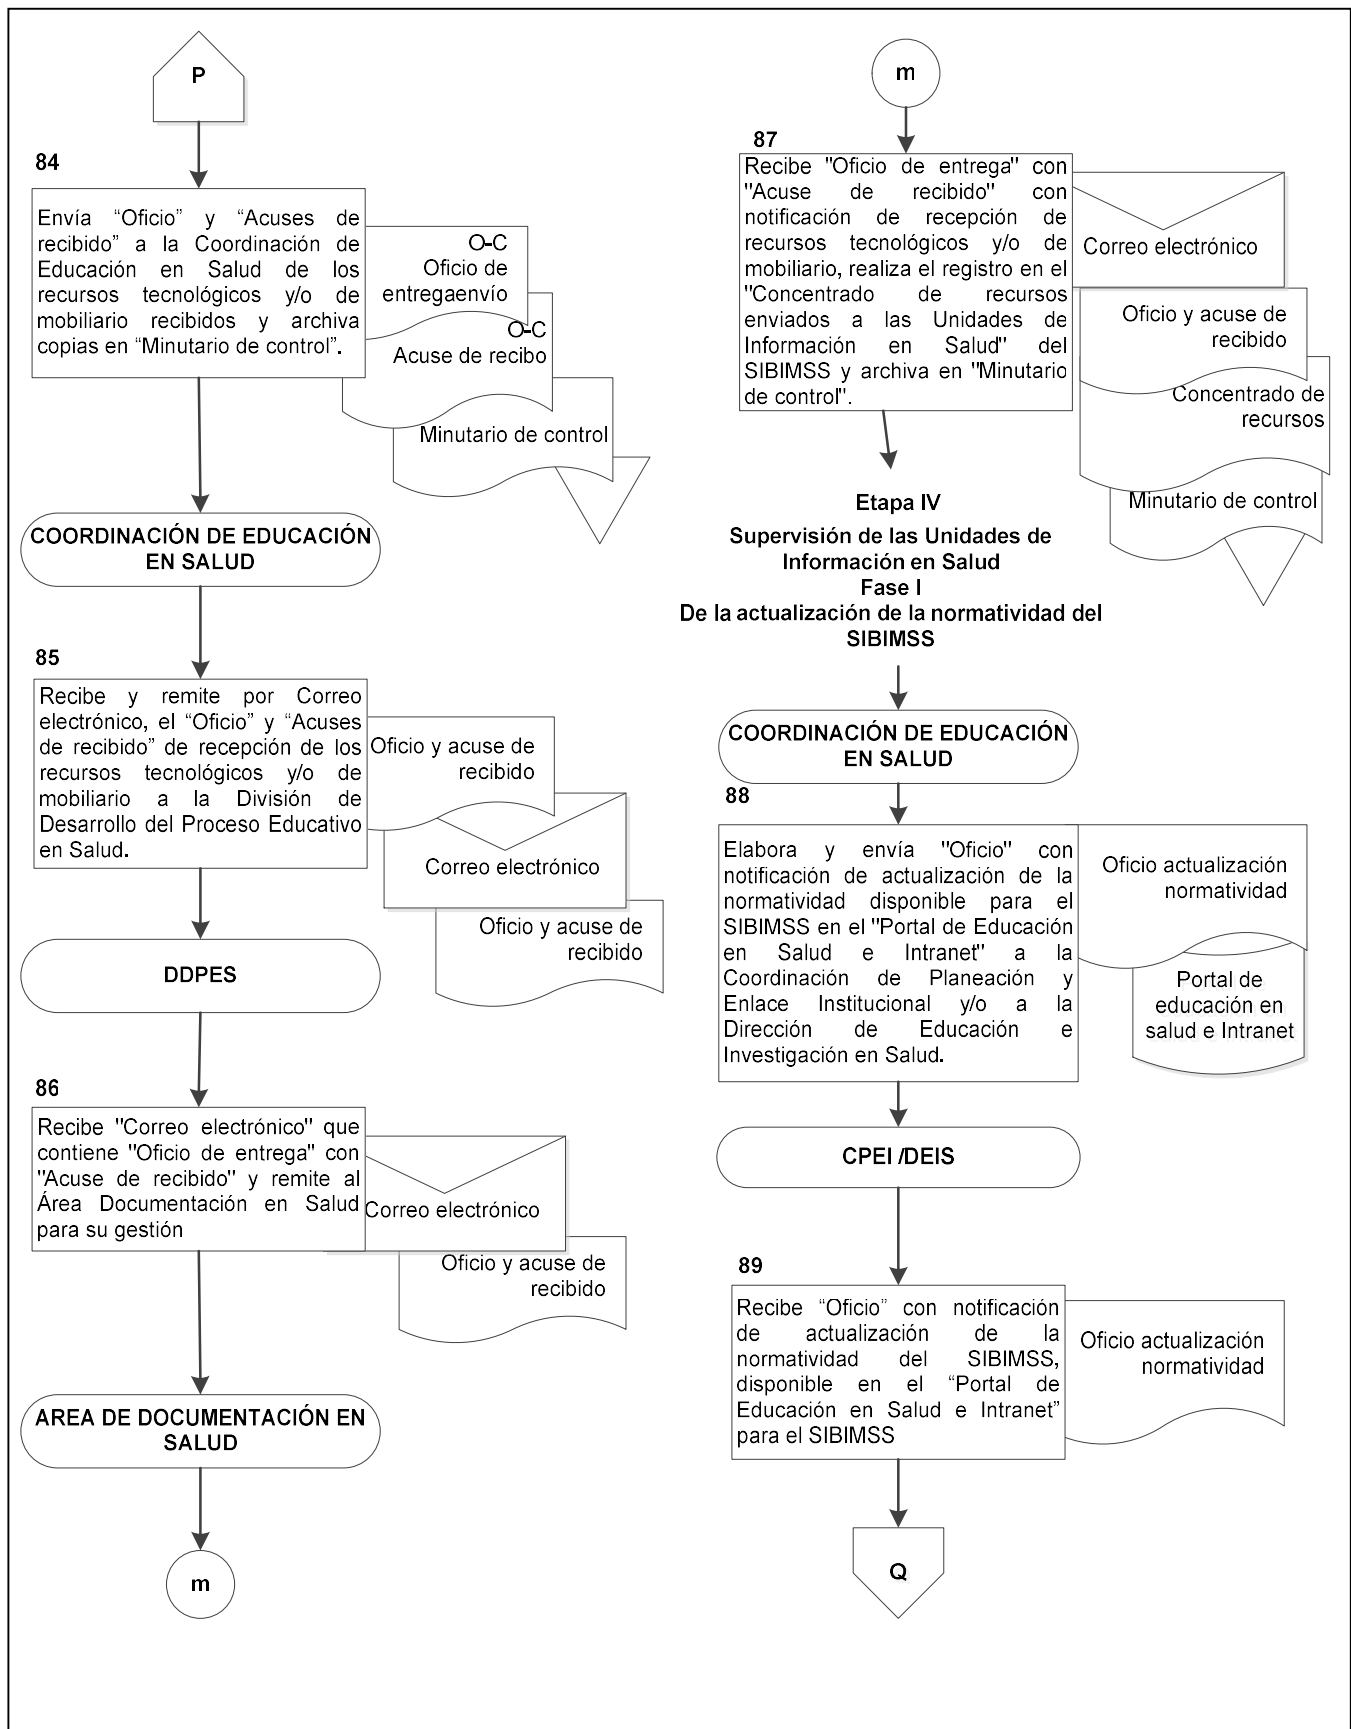 P
84
Envía “Oficio” y “Acuses de
recibido” a la Coordinación de
Educación en Salud de los
recursos tecnológicos y/o de
mobiliario recibidos y archiva
copias en “Minutario de control”.
O-C
Oficio de
entregaenvío
O-C
Acuse de recibo
Minutario de control
COORDINACIÓN DE EDUCACIÓN
EN SALUD
85
Recibe y remite por Correo
electrónico, el “Oficio” y “Acuses
de recibido” de recepción de los
recursos tecnológicos y/o de
mobiliario a la División de
Desarrollo del Proceso Educativo
en Salud.
Oficio y acuse de
recibido
Correo electrónico
Oficio y acuse de
recibido
DDPES
86
Recibe "Correo electrónico" que
contiene "Oficio de entrega" con
"Acuse de recibido" y remite al
Área Documentación en Salud
para su gestión
Correo electrónico
Oficio y acuse de
recibido
AREA DE DOCUMENTACIÓN EN
SALUD
m
m
87
Recibe "Oficio de entrega" con
"Acuse de recibido" con
notificación de recepción de
recursos tecnológicos y/o de
mobiliario, realiza el registro en el
"Concentrado de recursos
enviados a las Unidades de
Información en Salud" del
SIBIMSS y archiva en "Minutario
de control".
Correo electrónico
Oficio y acuse de
recibido
Concentrado de
recursos
Minutario de control
Etapa IV
Supervisión de las Unidades de
Información en Salud
Fase I
De la actualización de la normatividad del
SIBIMSS
COORDINACIÓN DE EDUCACIÓN
EN SALUD
88
Elabora y envía "Oficio" con
notificación de actualización de la
normatividad disponible para el
SIBIMSS en el "Portal de Educación
en Salud e Intranet" a la
Coordinación de Planeación y
Enlace Institucional y/o a la
Dirección de Educación e
Investigación en Salud.
Oficio actualización
normatividad
Portal de
educación en
salud e Intranet
CPEI /DEIS
89
Recibe “Oficio” con notificación
de actualización de la
normatividad del SIBIMSS,
disponible en el “Portal de
Educación en Salud e Intranet”
para el SIBIMSS
Oficio actualización
normatividad
Q